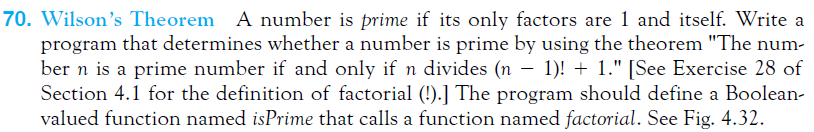 70. Wilson's Theorem A number is prime if its only factors are 1 and itself. Write a
program that determines whether a number is prime by using the theorem "The num-
ber n is a prime number if and only if n divides (n − 1)! + 1." [See Exercise 28 of
Section 4.1 for the definition of factorial (!).] The program should define a Boolean-
valued function named isPrime that calls a function named factorial. See Fig. 4.32.